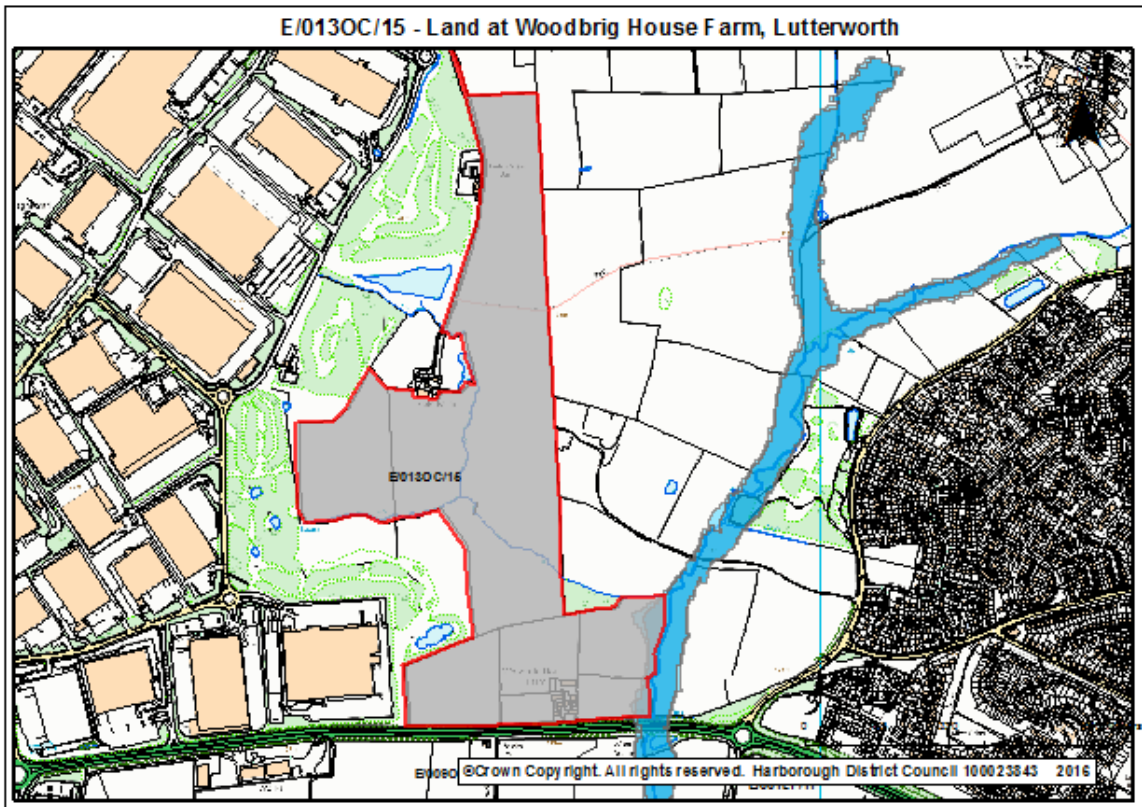 E/013OC/15 - Land at Woodbrig House Farm, Lutterworth
E/013OC/15
©Crown Copyright. All rights reserved. Harborough District Council 100023843 2016